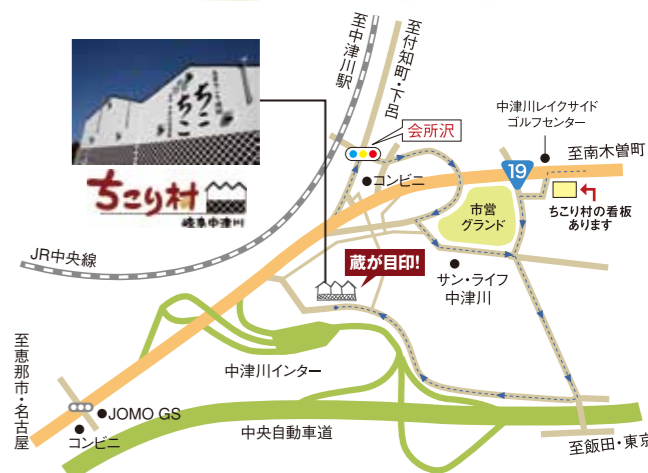 至中津川駅
至付知町・下呂
会所沢
中津川レイクサイド
ゴルフセンター
至南木曽町
19
コンビニ
ちこり村の看板
あります
市営
グランド
ちこちこ
ちこり村
岐阜中津川
JR中央線
蔵が目印!
サン・ライフ
中津川
至恵那市・名古屋
中津川インター
JOMO GS
コンビニ
中央自動車道
至飯田・東京